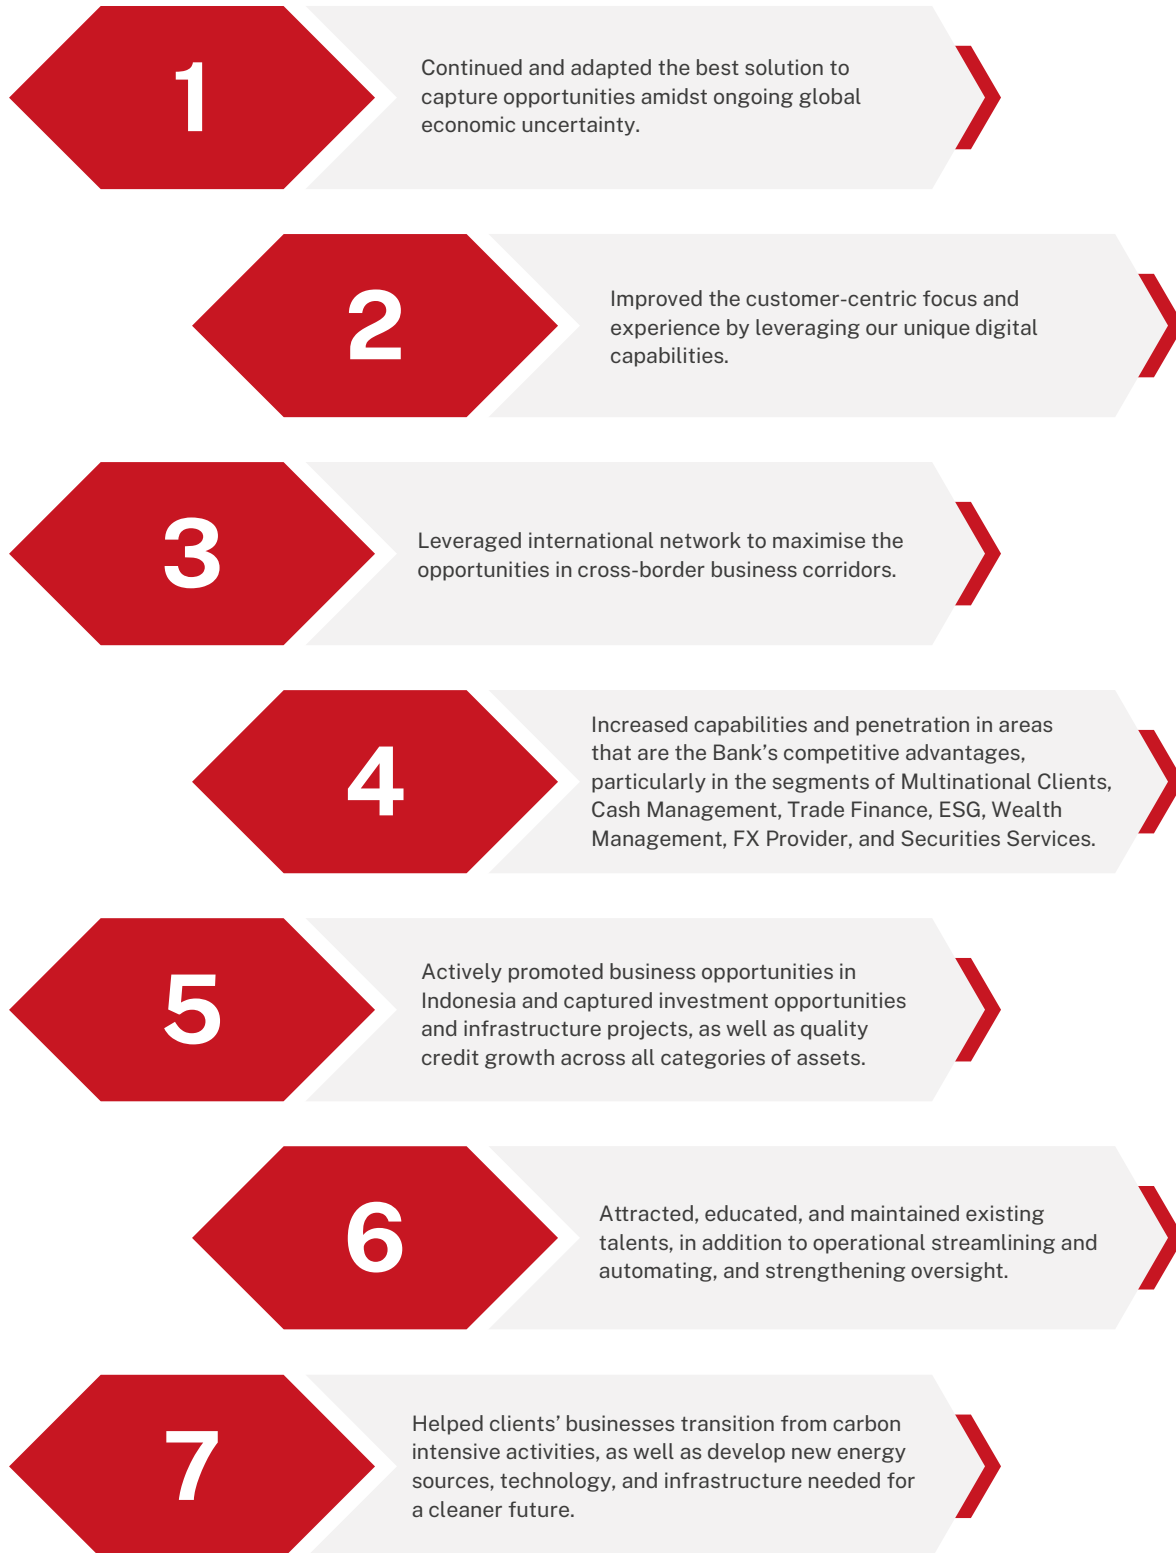 1
Continued and adapted the best solution to
capture opportunities amidst ongoing global
economic uncertainty.
2
Improved the customer-centric focus and
experience by leveraging our unique digital
capabilities.
3
Leveraged international network to maximise the
opportunities in cross-border business corridors.
4
Increased capabilities and penetration in areas
that are the Bank’s competitive advantages,
particularly in the segments of Multinational Clients,
Cash Management, Trade Finance, ESG, Wealth
Management, FX Provider, and Securities Services.
5
Actively promoted business opportunities in
Indonesia and captured investment opportunities
and infrastructure projects, as well as quality
credit growth across all categories of assets.
6
Attracted, educated, and maintained existing
talents, in addition to operational streamlining and
automating, and strengthening oversight.
7
Helped clients’ businesses transition from carbon
intensive activities, as well as develop new energy
sources, technology, and infrastructure needed for
a cleaner future.